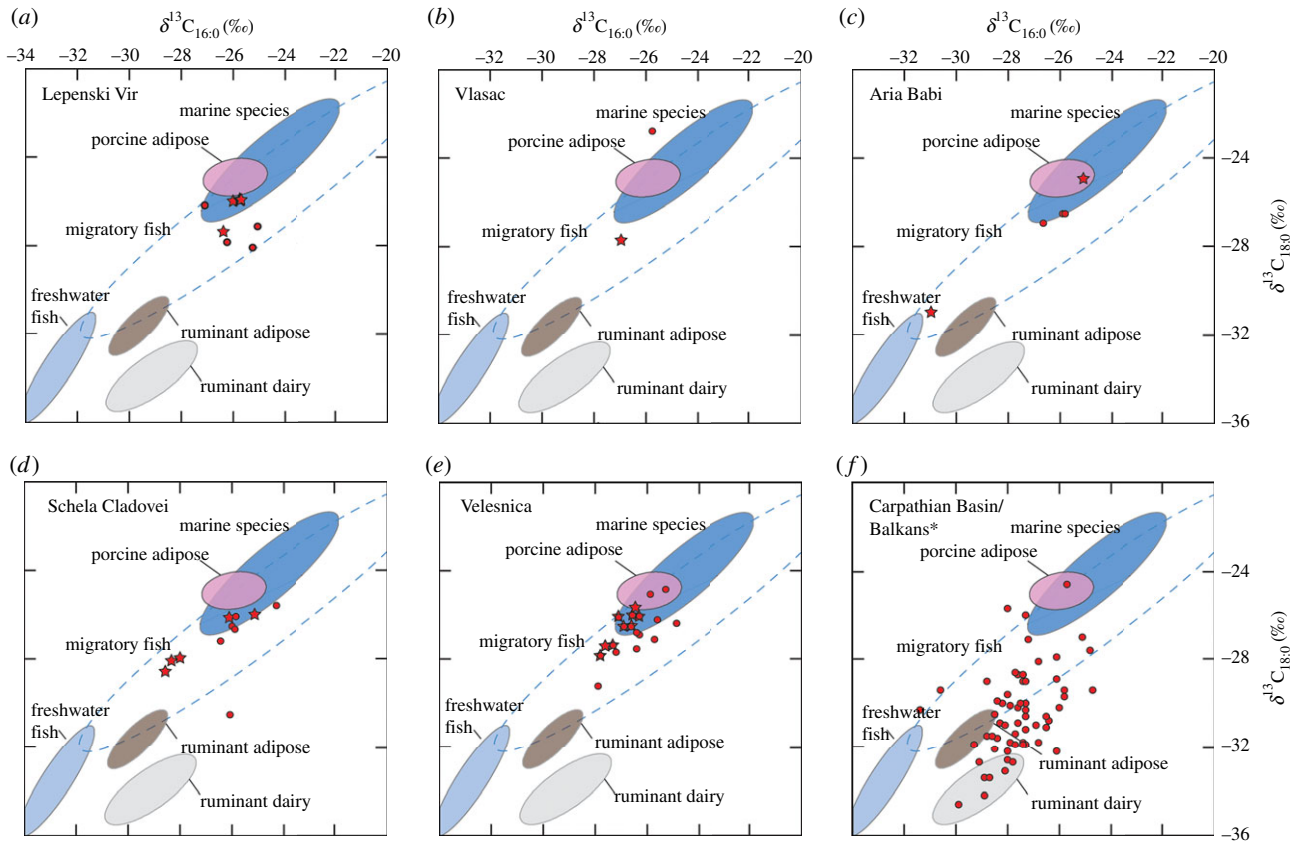 (a) δ¹³C₁₆:₀ (‰)
–34 –32 –30 –28 –26 –24 –22 –20
Lepenski Vir
marine species
porcine adipose
migratory fish
freshwater
fish
ruminant adipose
ruminant dairy
(b) δ¹³C₁₆:₀ (‰)
–32 –30 –28 –26 –24 –22 –20
Vlasac
marine species
porcine adipose
migratory fish
freshwater
fish
ruminant adipose
ruminant dairy
(c) δ¹³C₁₆:₀ (‰)
–32 –30 –28 –26 –24 –22 –20
Aria Babi
marine species
porcine adipose
migratory fish
freshwater
fish
ruminant adipose
ruminant dairy
–24
–28
–32
–36
δ¹³C₁₈:₀ (‰)
(d)
Schela Cladovei
marine species
porcine adipose
migratory fish
freshwater
fish
ruminant adipose
ruminant dairy
(e)
Velesnica
marine species
porcine adipose
migratory fish
freshwater
fish
ruminant adipose
ruminant dairy
(f)
Carpathian Basin/
Balkans*
marine species
porcine adipose
migratory fish
freshwater
fish
ruminant adipose
ruminant dairy
–24
–28
–32
–36
δ¹³C₁₈:₀ (‰)